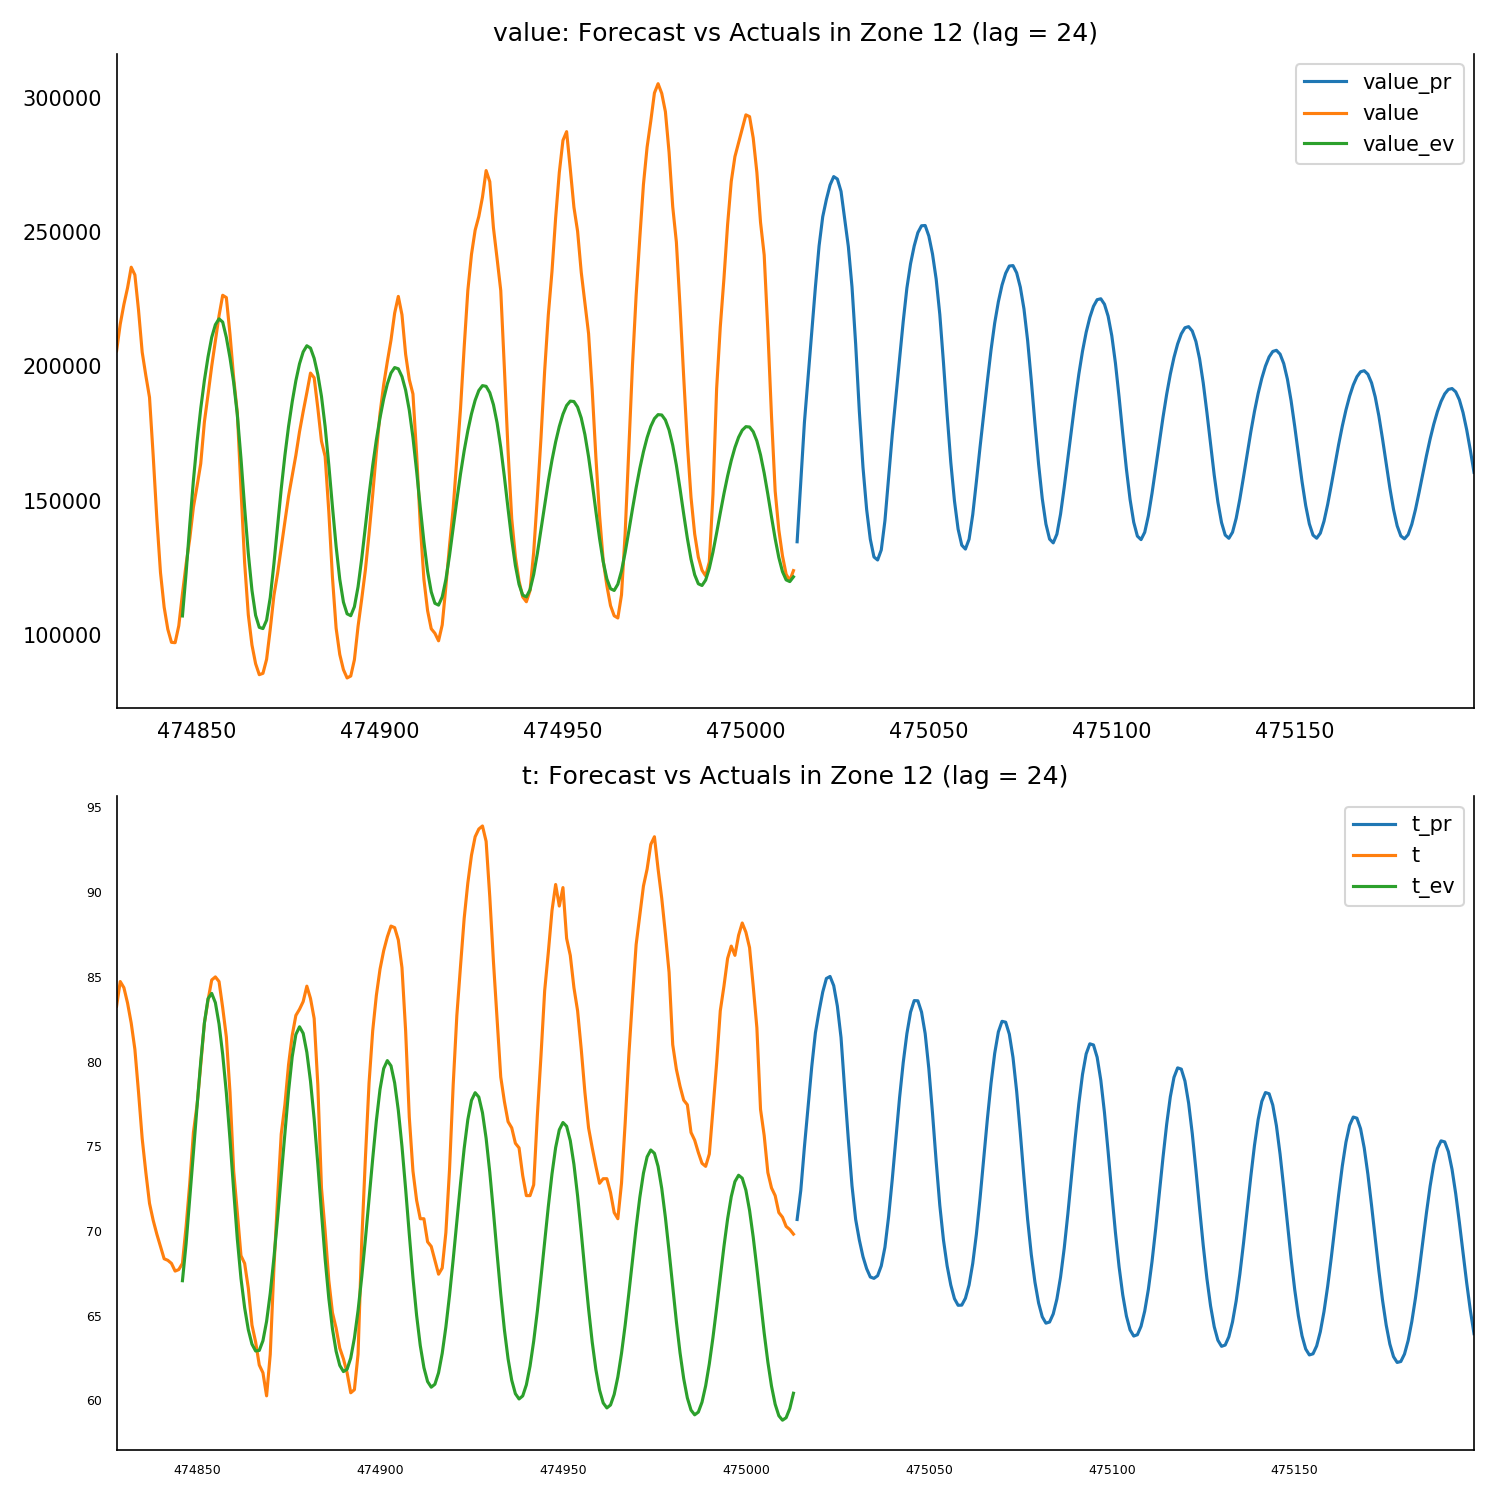 value: Forecast vs Actuals in Zone 12 (lag = 24)
300000
250000
200000
150000
100000
value_pr
value
value_ev
474850 474900 474950 475000 475050 475100 475150
t: Forecast vs Actuals in Zone 12 (lag = 24)
95
90
85
80
75
70
65
60
t_pr
t
t_ev
474850 474900 474950 475000 475050 475100 475150